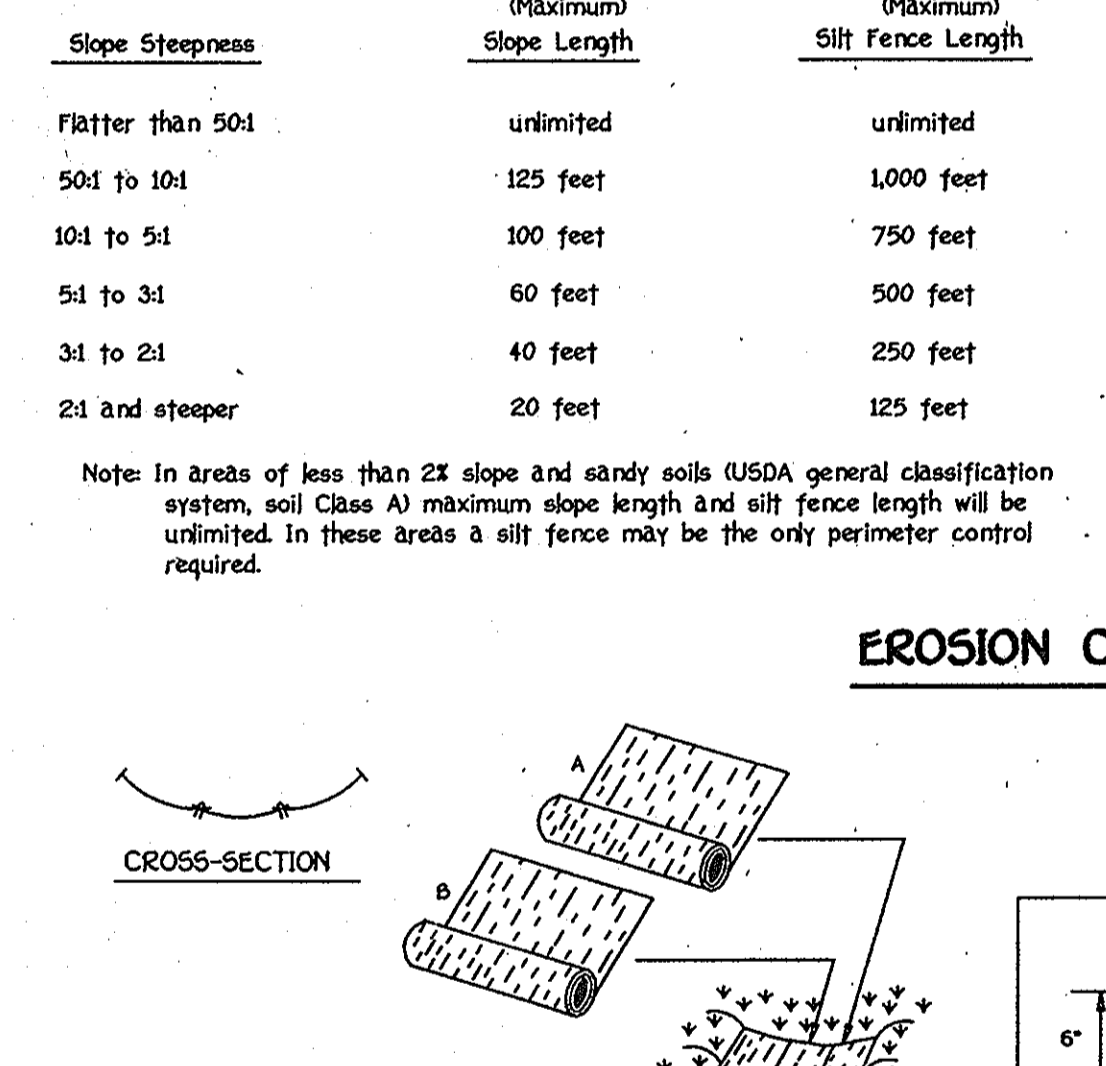 (Maximum) (Maximum)
Slope Steepness Slope Length Silt Fence Length
Flatter than 50:1 unlimited unlimited
50:1 to 10:1 125 feet 1,000 feet
10:1 to 5:1 100 feet 750 feet
5:1 to 3:1 60 feet 500 feet
3:1 to 2:1 40 feet 250 feet
2:1 and steeper 20 feet 125 feet
Note: In areas of less than 2% slope and sandy soils (USDA general classification
system, soil Class A) maximum slope length and silt fence length will be
unlimited. In these areas a silt fence may be the only perimeter control
required.
EROSION C
A
CROSS-SECTION
B
6"